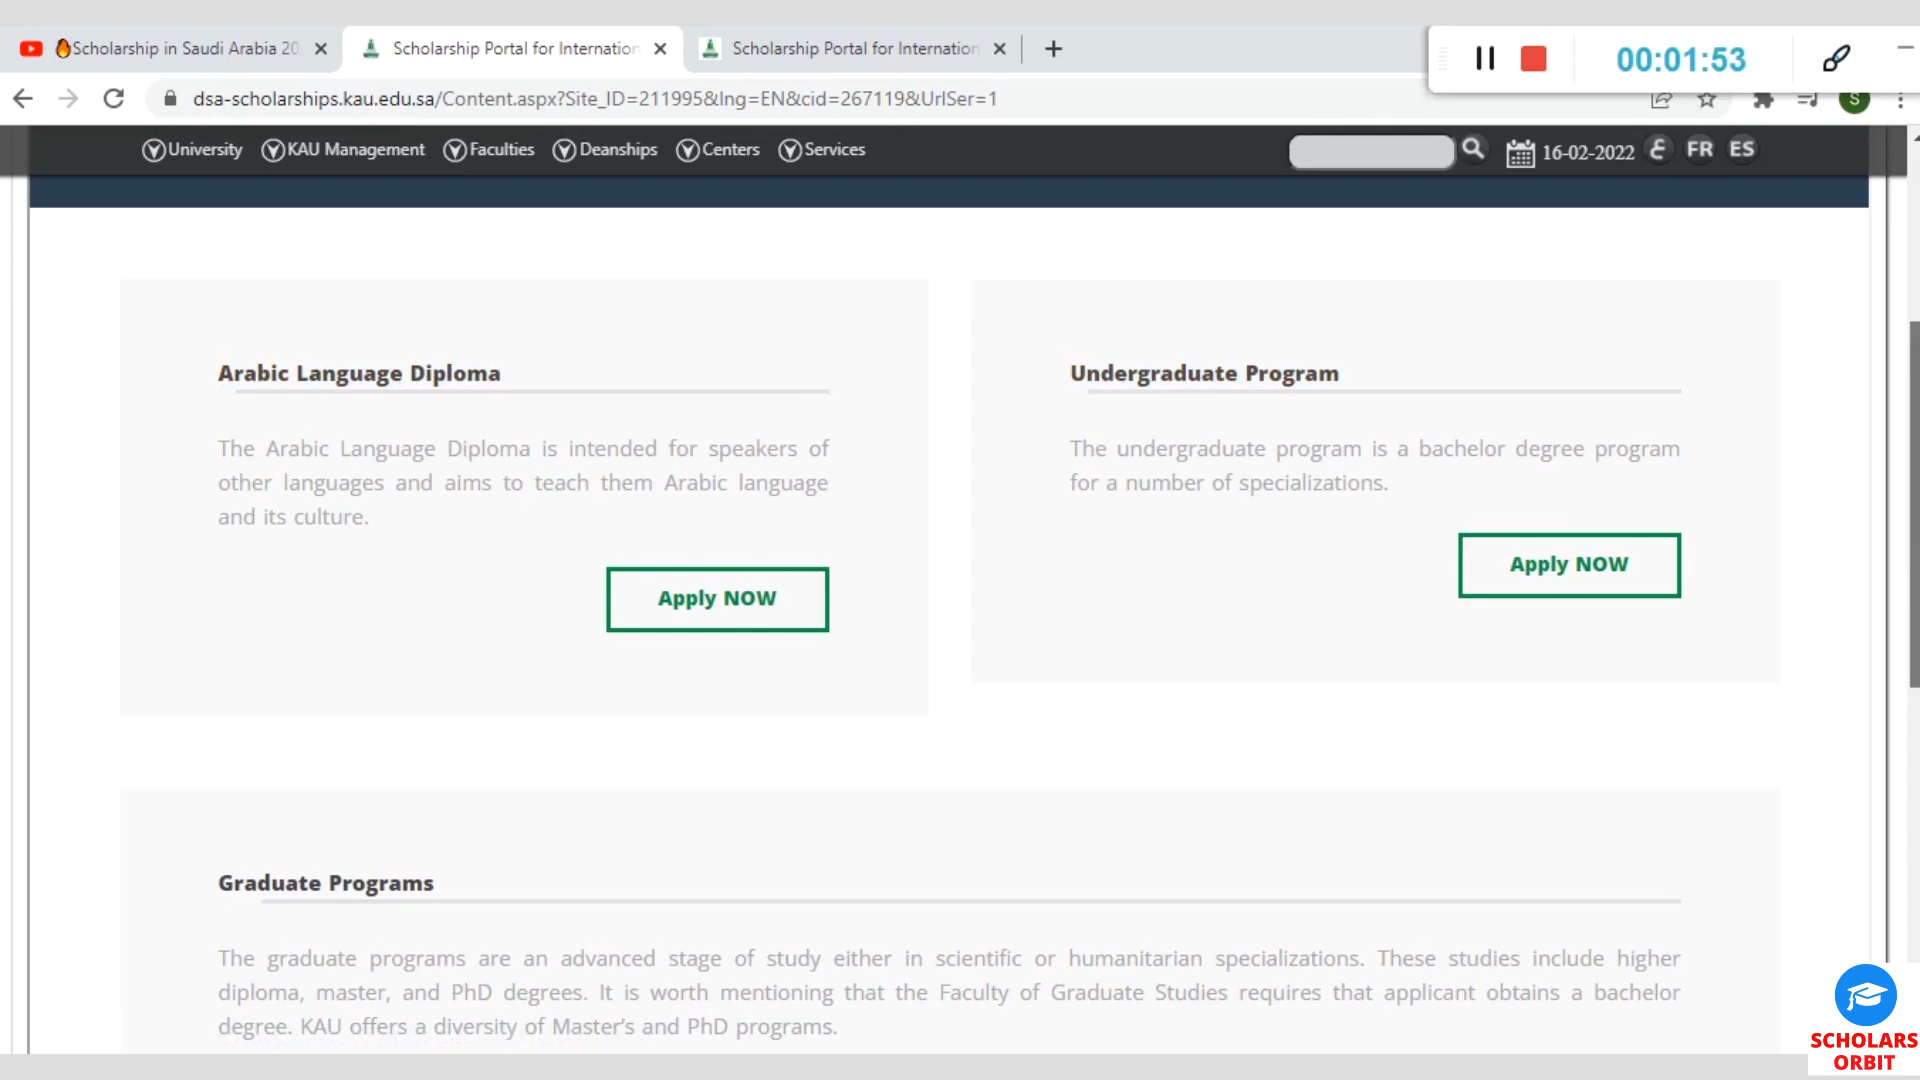 🔥Scholarship in Saudi Arabia 20
Scholarship Portal for Internation
Scholarship Portal for Internation
00:01:53
dsa-scholarships.kau.edu.sa/Content.aspx?Site_ID=211995&lng=EN&cid=267119&UrlSer=1
S
University
KAU Management
Faculties
Deanships
Centers
Services
16-02-2022
ع
FR
ES
Arabic Language Diploma
The Arabic Language Diploma is intended for speakers of
other languages and aims to teach them Arabic language
and its culture.
Apply NOW
Undergraduate Program
The undergraduate program is a bachelor degree program
for a number of specializations.
Apply NOW
Graduate Programs
The graduate programs are an advanced stage of study either in scientific or humanitarian specializations. These studies include higher
diploma, master, and PhD degrees. It is worth mentioning that the Faculty of Graduate Studies requires that applicant obtains a bachelor
degree. KAU offers a diversity of Master's and PhD programs.
SCHOLARS
ORBIT